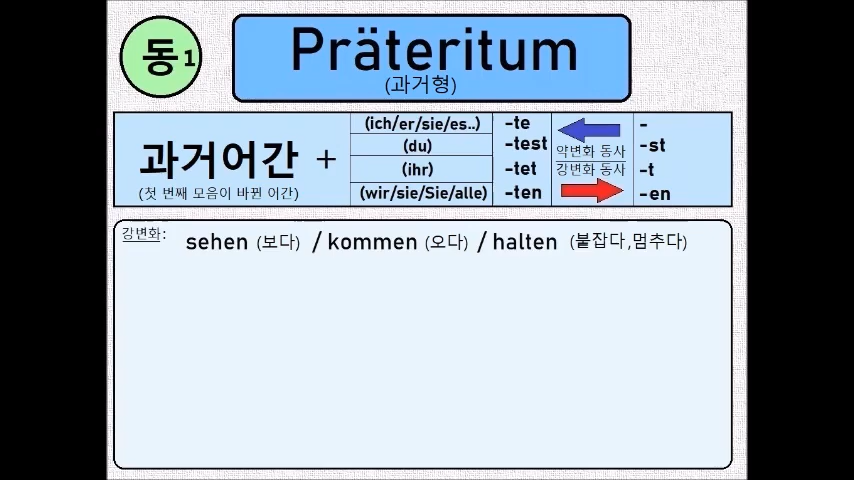 동1
Präteritum
(과거형)
과거어간 +
(첫 번째 모음이 바뀐 어간)
(ich/er/sie/es..) -te
(du) -test
(ihr) -tet
(wir/sie/Sie/alle) -ten
약변화 동사
강변화 동사
-
-st
-t
-en
강변화: sehen (보다) / kommen (오다) / halten (붙잡다,멈추다)